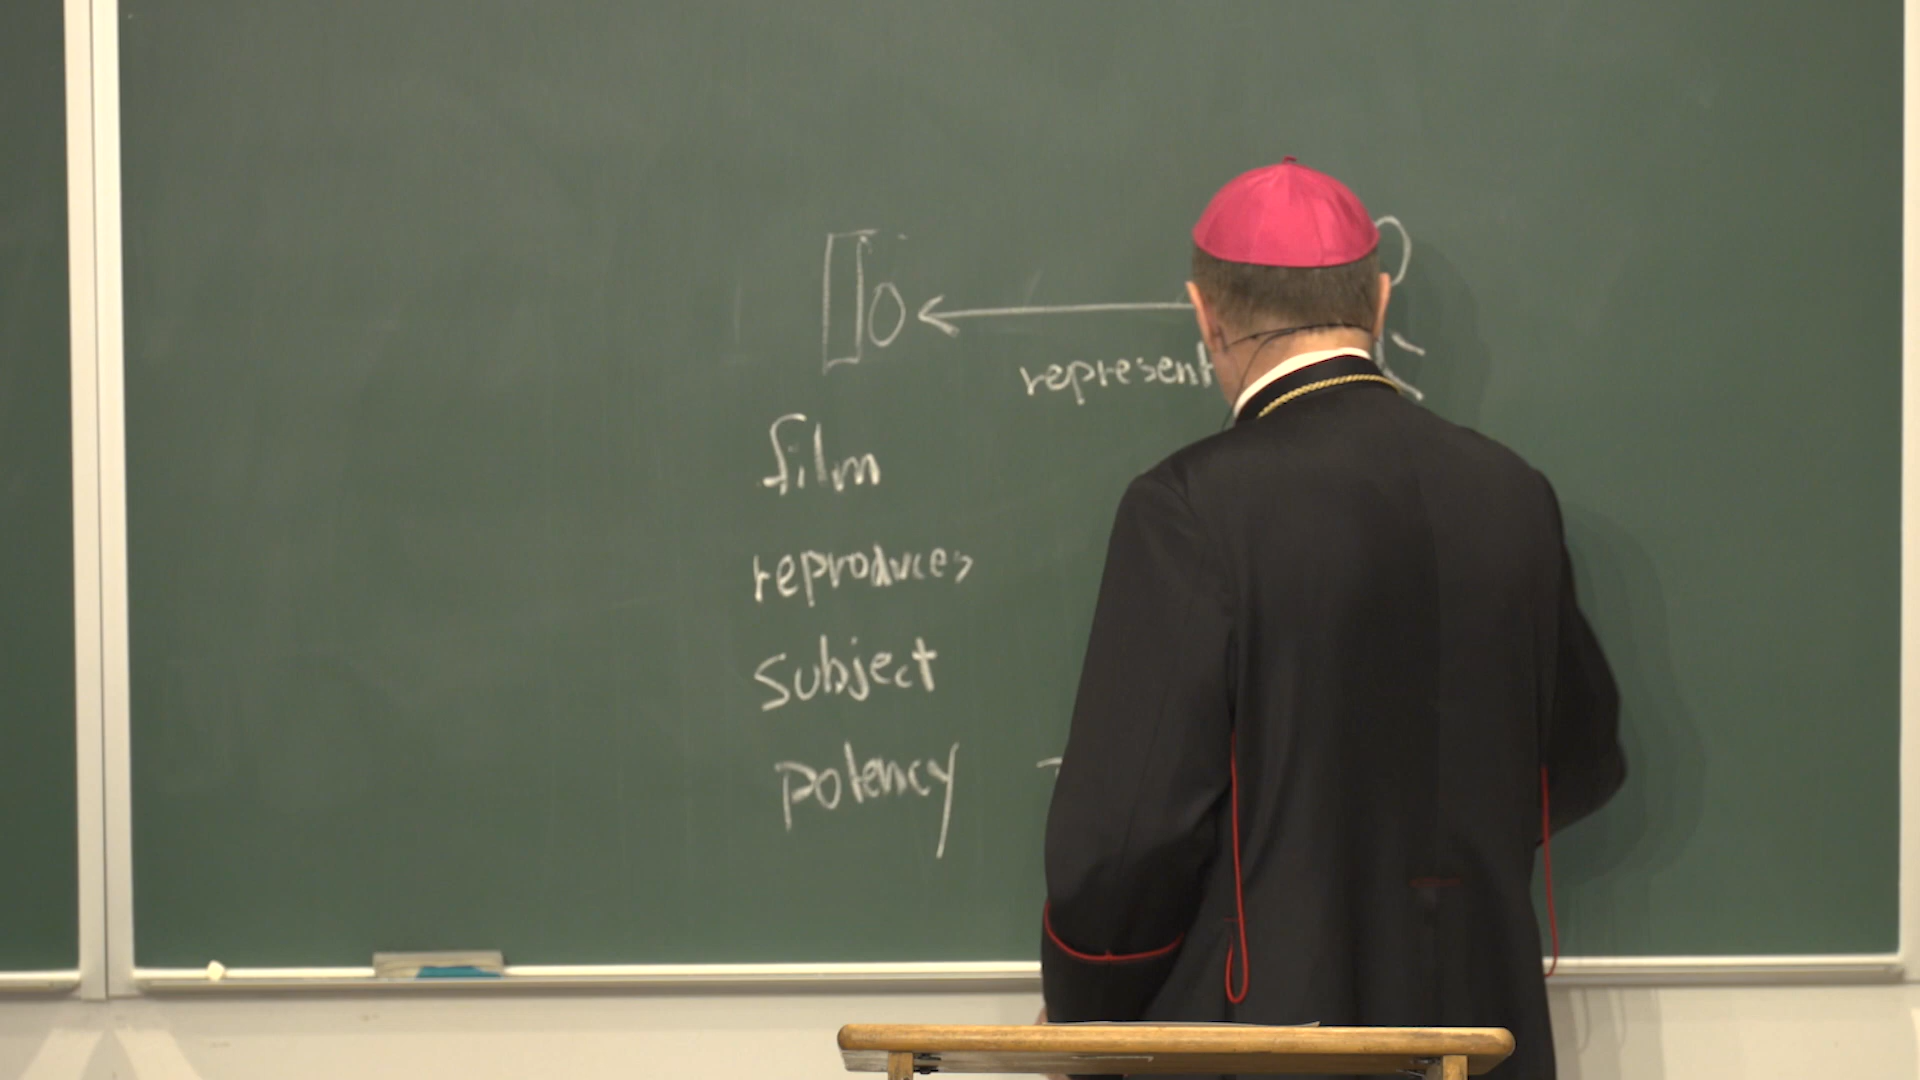 represent
film
reproduces
subject
potency